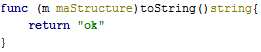 func (m maStructure)toString()string{
    return "ok"
}